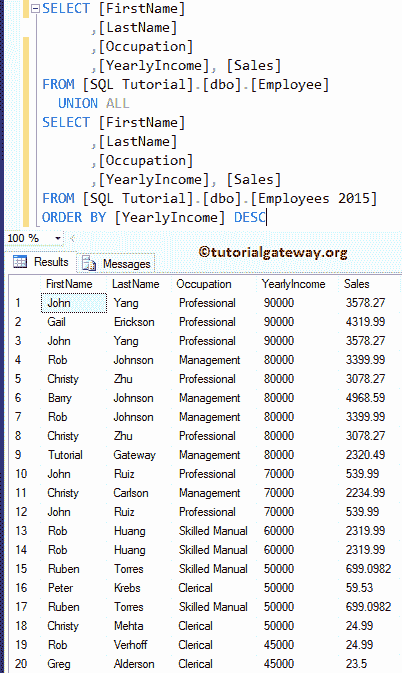 SELECT [FirstName]
,[LastName]
,[Occupation]
,[YearlyIncome], [Sales]
FROM [SQL Tutorial].[dbo].[Employee]
UNION ALL
SELECT [FirstName]
,[LastName]
,[Occupation]
,[YearlyIncome], [Sales]
FROM [SQL Tutorial].[dbo].[Employees 2015]
ORDER BY [YearlyIncome] DESC
100 %
©tutorialgateway.org
Results Messages
FirstName LastName Occupation YearlyIncome Sales
1 John Yang Professional 90000 3578.27
2 Gail Erickson Professional 90000 4319.99
3 John Yang Professional 90000 3578.27
4 Rob Johnson Management 80000 3399.99
5 Christy Zhu Professional 80000 3078.27
6 Barry Johnson Management 80000 4968.59
7 Rob Johnson Management 80000 3399.99
8 Christy Zhu Professional 80000 3078.27
9 Tutorial Gateway Management 80000 2320.49
10 John Ruiz Professional 70000 539.99
11 Christy Carlson Management 70000 2234.99
12 John Ruiz Professional 70000 539.99
13 Rob Huang Skilled Manual 60000 2319.99
14 Rob Huang Skilled Manual 60000 2319.99
15 Ruben Torres Skilled Manual 50000 699.0982
16 Peter Krebs Clerical 50000 59.53
17 Ruben Torres Skilled Manual 50000 699.0982
18 Christy Mehta Clerical 50000 24.99
19 Rob Verhoff Clerical 45000 24.99
20 Greg Alderson Clerical 45000 23.5